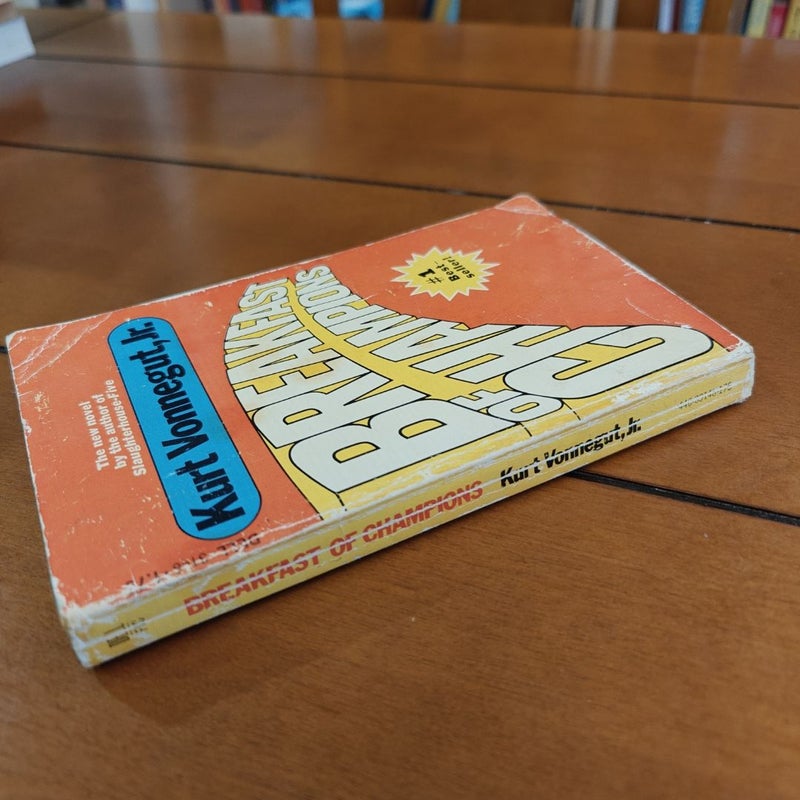 The new novel
by the author of
Slaughterhouse-Five
Kurt Vonnegut, Jr.
BREAKFAST
OF CHAMPIONS
#1
Best-
seller!
BREAKFAST OF CHAMPIONS Kurt Vonnegut, Jr.